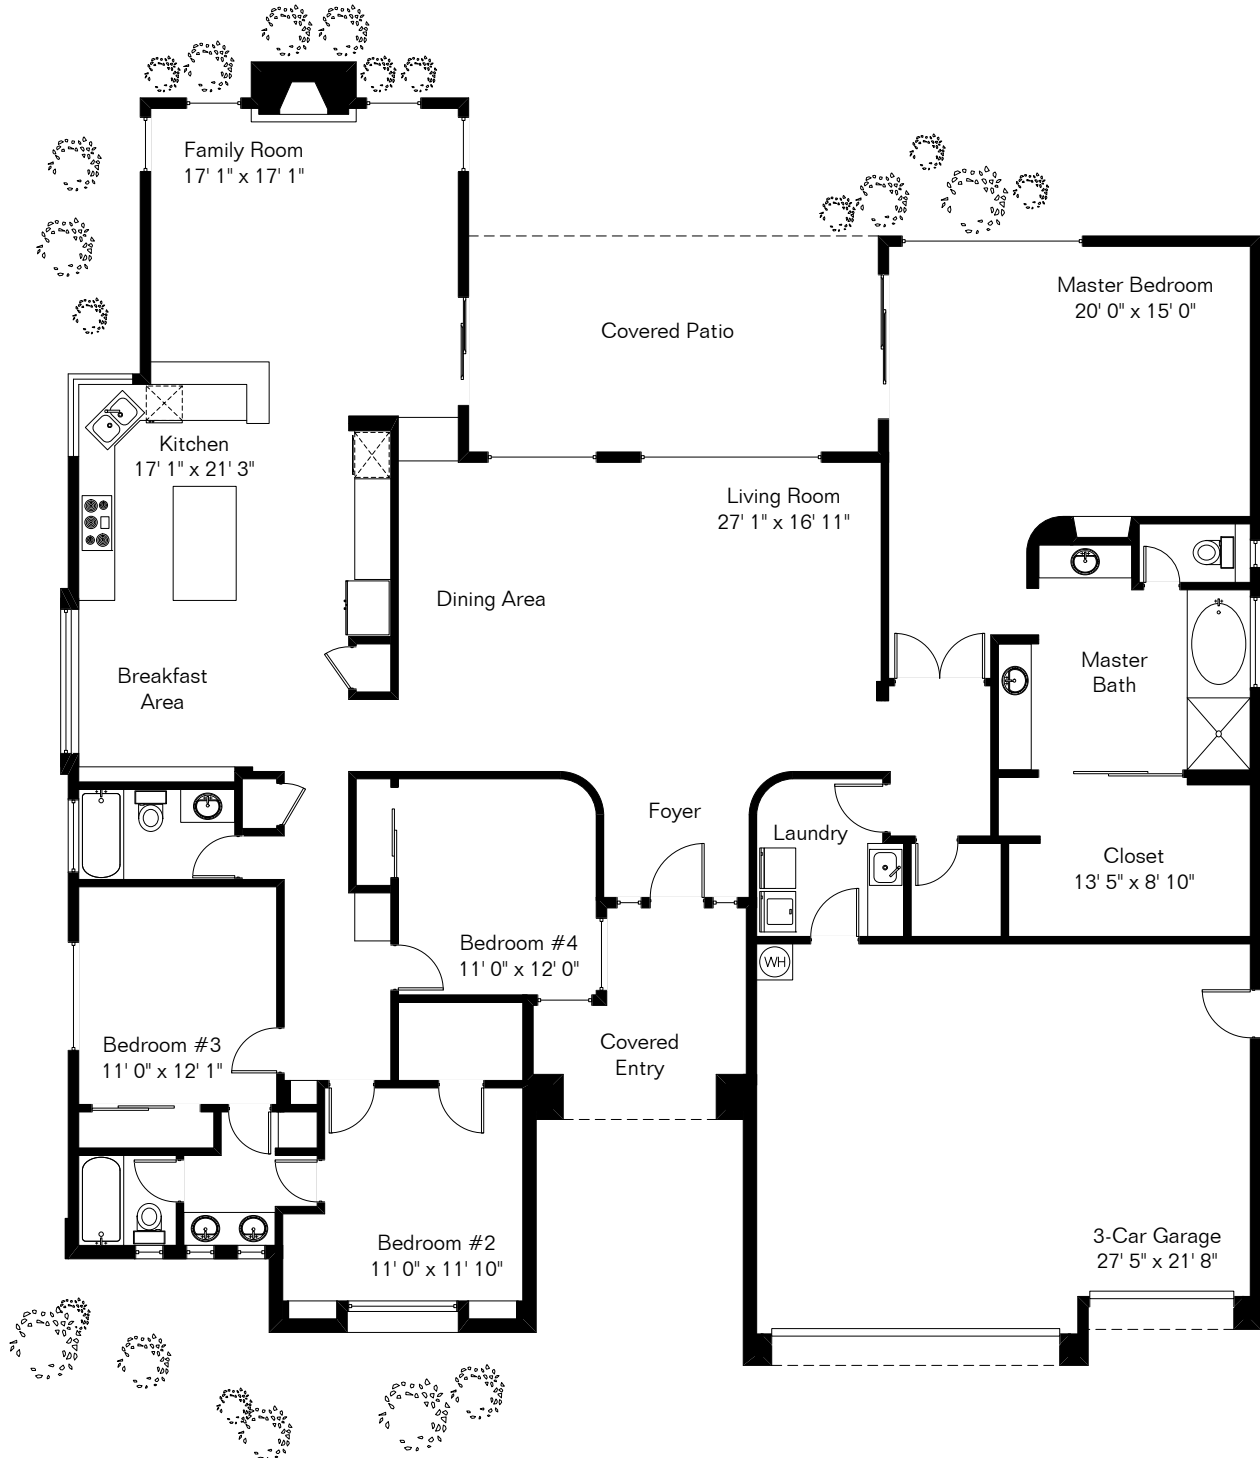 Family Room
17' 1" x 17' 1"
Master Bedroom
20' 0" x 15' 0"
Covered Patio
Kitchen
17' 1" x 21' 3"
Living Room
27' 1" x 16' 11"
Dining Area
Breakfast
Area
Master
Bath
Foyer
Laundry
Closet
13' 5" x 8' 10"
Bedroom #4
11' 0" x 12' 0"
WH
Bedroom #3
11' 0" x 12' 1"
Covered
Entry
Bedroom #2
11' 0" x 11' 10"
3-Car Garage
27' 5" x 21' 8"